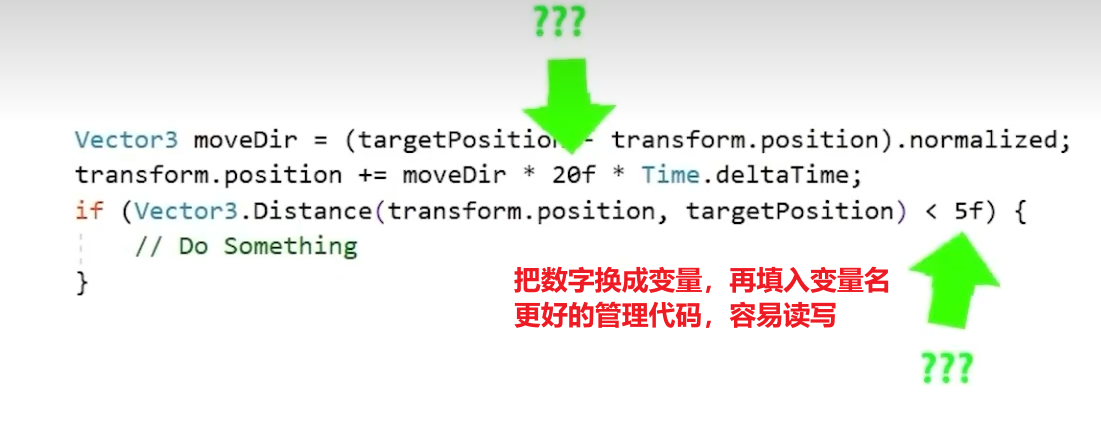 ???
Vector3 moveDir = (targetPosition - transform.position).normalized;
transform.position += moveDir * 20f * Time.deltaTime;
if (Vector3.Distance(transform.position, targetPosition) < 5f) {
// Do Something
}
把数字换成变量，再填入变量名
更好的管理代码，容易读写
???